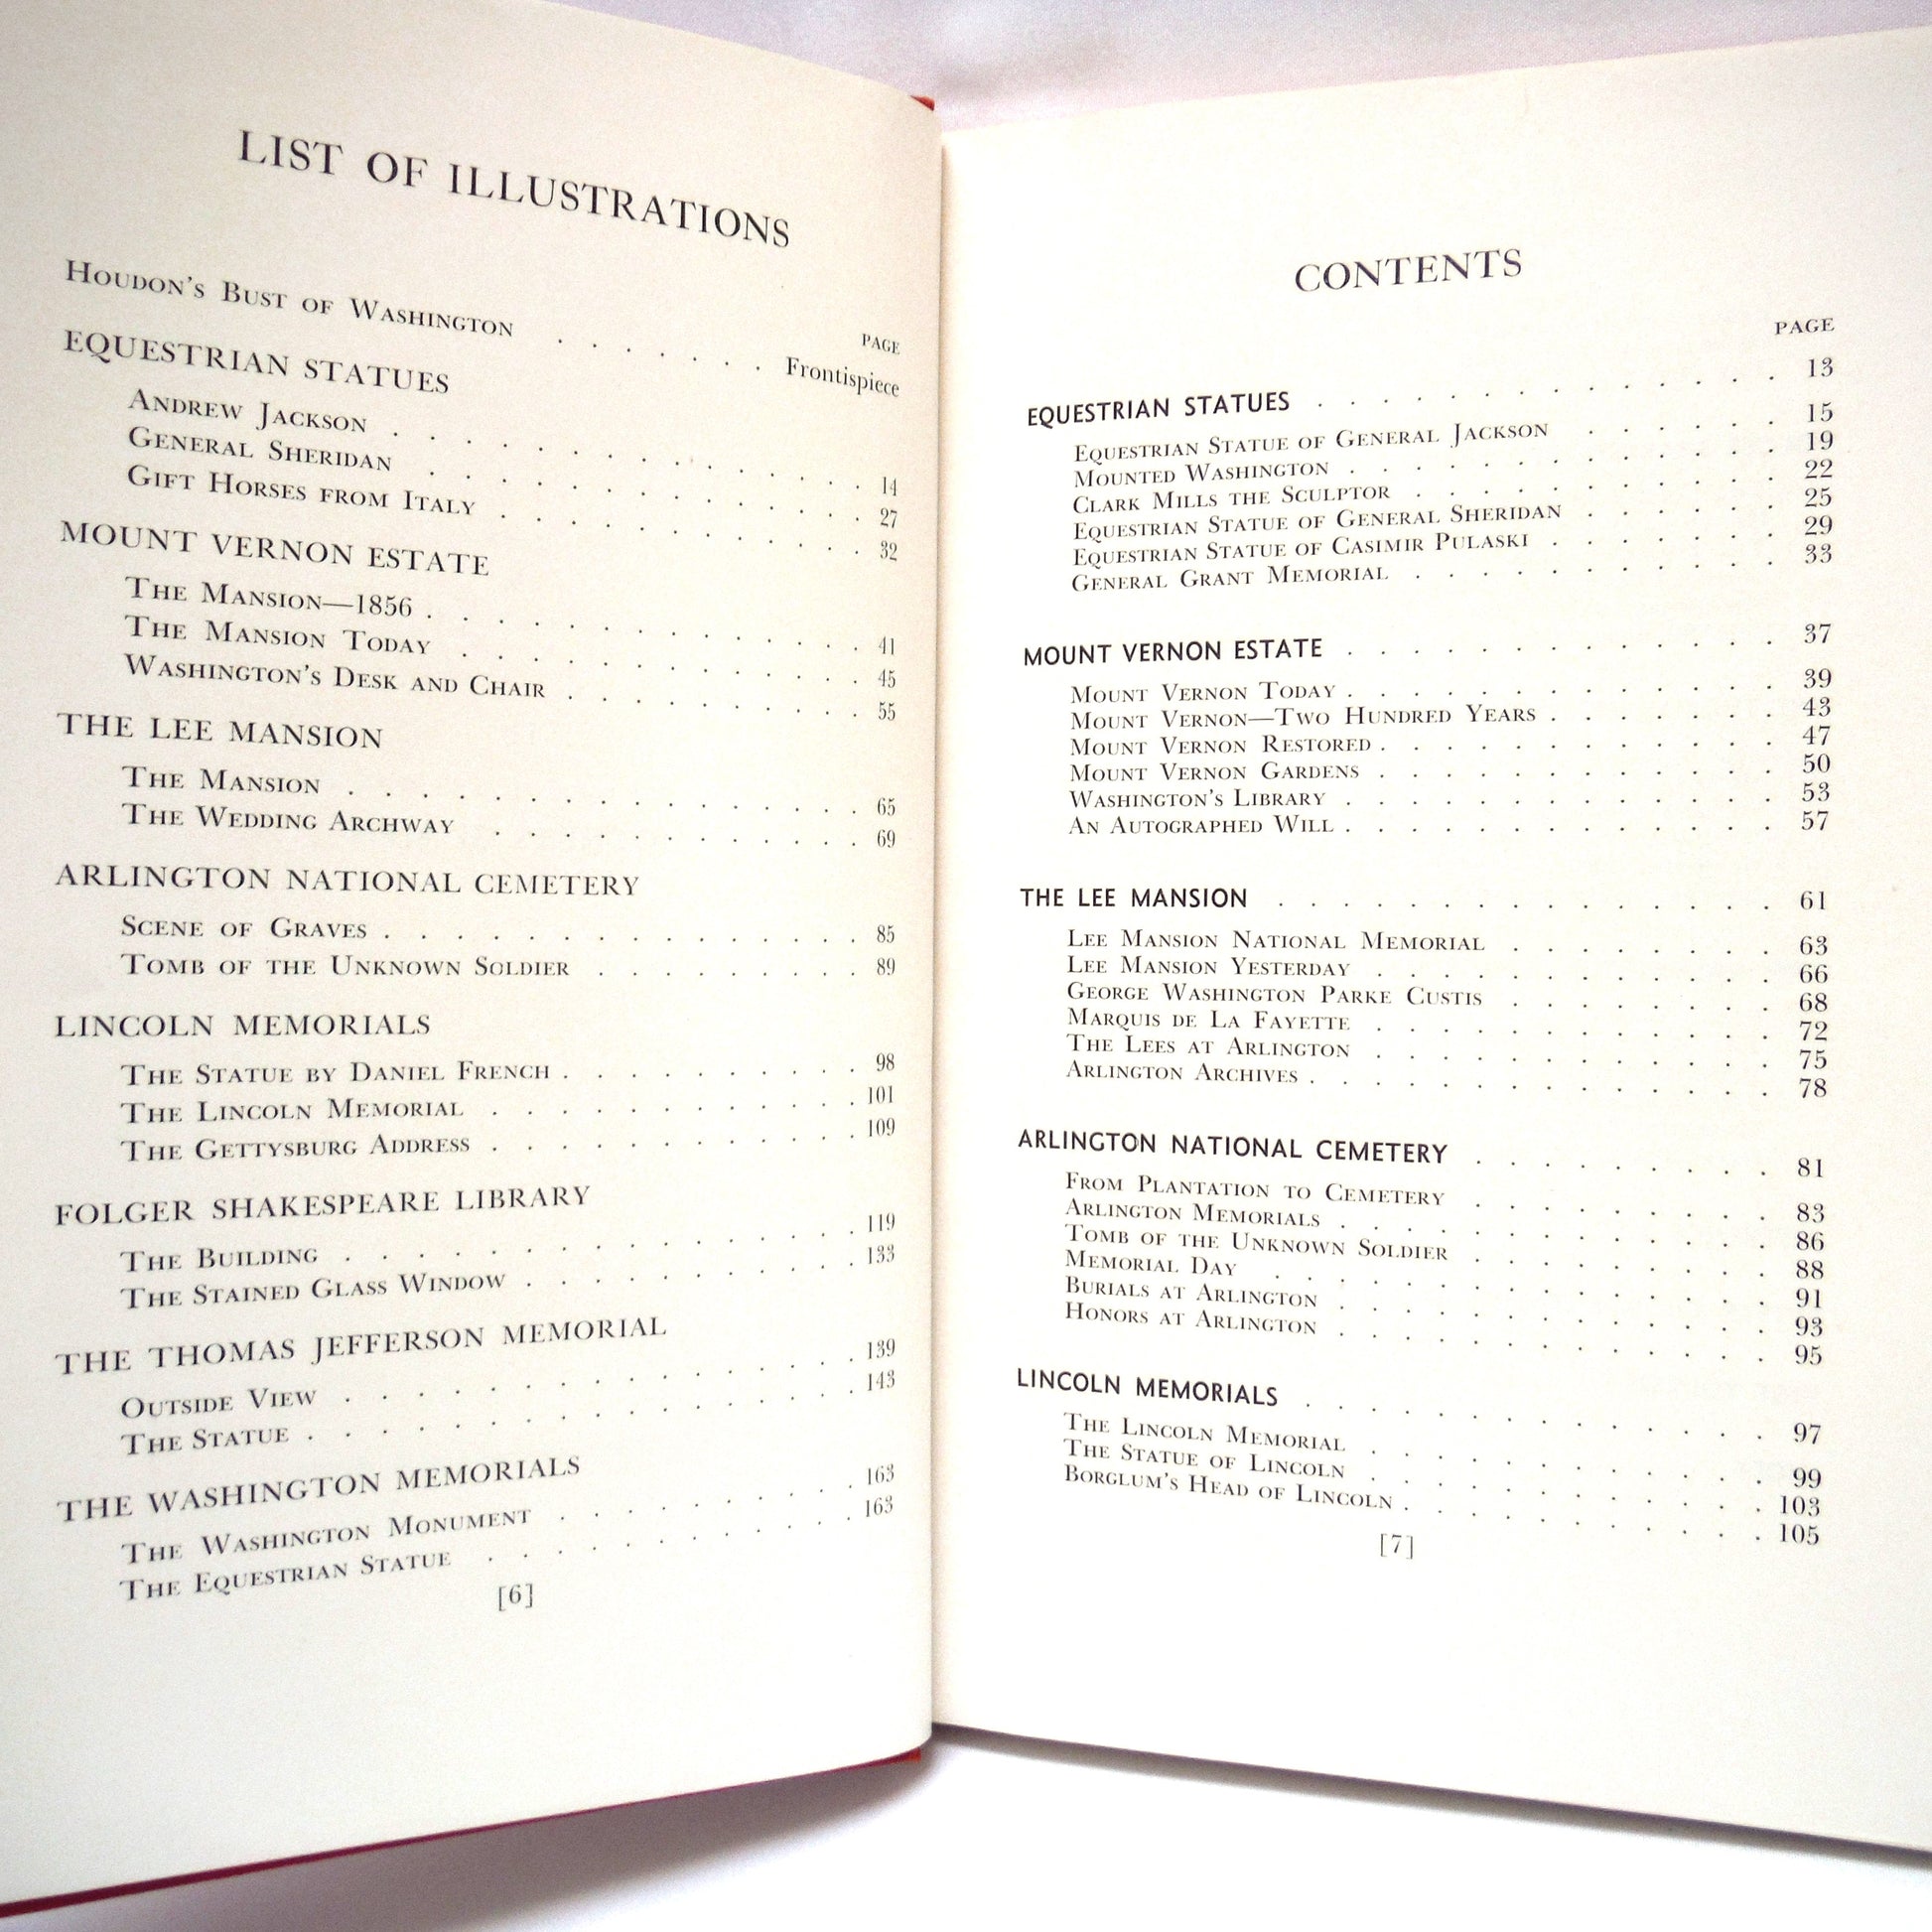 LIST OF ILLUSTRATIONS
PAGE
HOUDON'S BUST OF WASHINGTON . . . . . . Frontispiece
EQUESTRIAN STATUES
ANDREW JACKSON . . . . . . . . . . 14
GENERAL SHERIDAN . . . . . . . . . . 27
GIFT HORSES FROM ITALY . . . . . . . . . . 32
MOUNT VERNON ESTATE
THE MANSION—1856 . . . . . . . . . . 41
THE MANSION TODAY . . . . . . . . . . 45
WASHINGTON'S DESK AND CHAIR . . . . . . . . . 55
THE LEE MANSION
THE MANSION . . . . . . . . . . 65
THE WEDDING ARCHWAY . . . . . . . . . . 69
ARLINGTON NATIONAL CEMETERY
SCENE OF GRAVES . . . . . . . . . . 85
TOMB OF THE UNKNOWN SOLDIER . . . . . . . 89
LINCOLN MEMORIALS
THE STATUE BY DANIEL FRENCH . . . . . . . . . 98
THE LINCOLN MEMORIAL . . . . . . . . . . 101
THE GETTYSBURG ADDRESS . . . . . . . . . . 109
FOLGER SHAKESPEARE LIBRARY
THE BUILDING . . . . . . . . . . 119
THE STAINED GLASS WINDOW . . . . . . . . . . 133
THE THOMAS JEFFERSON MEMORIAL
OUTSIDE VIEW . . . . . . . . . . 139
THE STATUE . . . . . . . . . . 143
THE WASHINGTON MEMORIALS
THE WASHINGTON MONUMENT . . . . . . . . 163
THE EQUESTRIAN STATUE . . . . . . . . . . 163
[6]
CONTENTS
PAGE
EQUESTRIAN STATUES . . . . . . . . . . 13
EQUESTRIAN STATUE OF GENERAL JACKSON . . . . . . 15
MOUNTED WASHINGTON . . . . . . . . . . 19
CLARK MILLS THE SCULPTOR . . . . . . . . . . 22
EQUESTRIAN STATUE OF GENERAL SHERIDAN . . . . . . 25
EQUESTRIAN STATUE OF CASIMIR PULASKI . . . . . . 29
GENERAL GRANT MEMORIAL . . . . . . . . . . 33
MOUNT VERNON ESTATE . . . . . . . . . . 37
MOUNT VERNON TODAY . . . . . . . . . . 39
MOUNT VERNON—TWO HUNDRED YEARS . . . . . . . 43
MOUNT VERNON RESTORED . . . . . . . . . . 47
MOUNT VERNON GARDENS . . . . . . . . . . 50
WASHINGTON'S LIBRARY . . . . . . . . . . 53
AN AUTOGRAPHED WILL . . . . . . . . . . 57
THE LEE MANSION . . . . . . . . . . 61
LEE MANSION NATIONAL MEMORIAL . . . . . . . . 63
LEE MANSION YESTERDAY . . . . . . . . . . 66
GEORGE WASHINGTON PARKE CUSTIS . . . . . . . . 68
MARQUIS DE LA FAYETTE . . . . . . . . . . 72
THE LEES AT ARLINGTON . . . . . . . . . . 75
ARLINGTON ARCHIVES . . . . . . . . . . 78
ARLINGTON NATIONAL CEMETERY . . . . . . . . . 81
FROM PLANTATION TO CEMETERY . . . . . . . . . 83
ARLINGTON MEMORIALS . . . . . . . . . . 86
TOMB OF THE UNKNOWN SOLDIER . . . . . . . . . 88
MEMORIAL DAY . . . . . . . . . . 91
BURIALS AT ARLINGTON . . . . . . . . . . 93
HONORS AT ARLINGTON . . . . . . . . . . 95
LINCOLN MEMORIALS . . . . . . . . . . 97
THE LINCOLN MEMORIAL . . . . . . . . . . 99
THE STATUE OF LINCOLN . . . . . . . . . . 103
BORGLUM'S HEAD OF LINCOLN . . . . . . . . . . 105
[7]